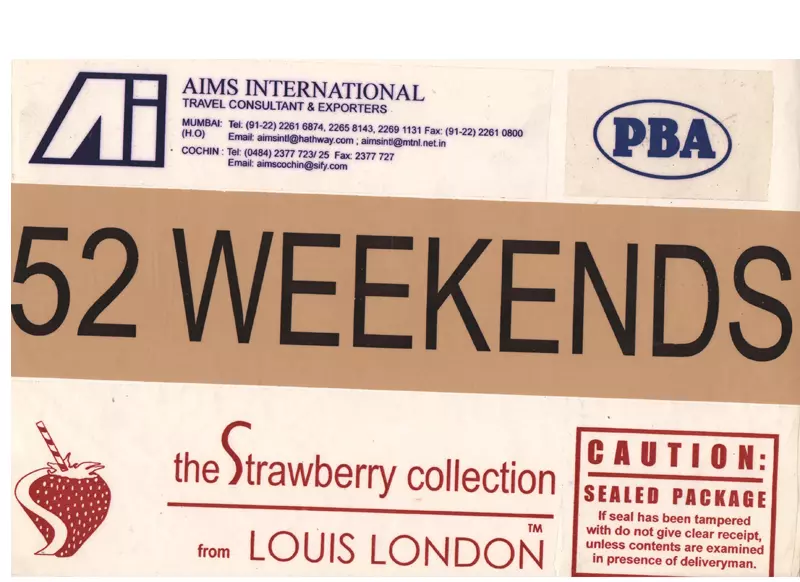 Ai
AIMS INTERNATIONAL
TRAVEL CONSULTANT & EXPORTERS
MUMBAI: Tel: (91-22) 2261 6874, 2265 8143, 2269 1131 Fax: (91-22) 2261 0800
(H.O) Email: aimsintl@hathway.com ; aimsintl@mtnl.net.in
COCHIN : Tel: (0484) 2377 723/ 25 Fax: 2377 727
Email: aimscochin@sify.com
PBA
52 WEEKENDS
the Strawberry collection
from LOUIS LONDON™
CAUTION:
SEALED PACKAGE
If seal has been tampered
with do not give clear receipt,
unless contents are examined
in presence of deliveryman.